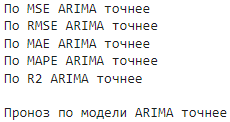 По MSE ARIMA точнее
По RMSE ARIMA точнее
По MAE ARIMA точнее
По MAPE ARIMA точнее
По R2 ARIMA точнее
Проноз по модели ARIMA точнее